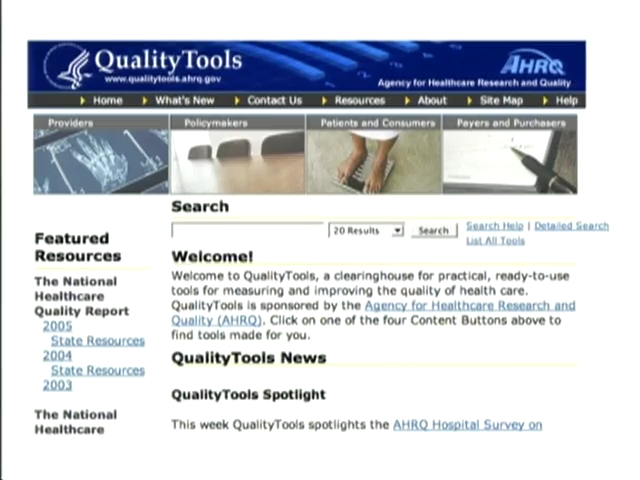 QualityTools
www.qualitytools.ahrq.gov
AHRQ
Agency for Healthcare Research and Quality
Home What's New Contact Us Resources About Site Map Help
Providers Policymakers Patients and Consumers Payers and Purchasers
Search
20 Results Search Search Help | Detailed Search
List All Tools
Featured
Resources
The National
Healthcare
Quality Report
2005
State Resources
2004
State Resources
2003
The National
Healthcare
Welcome!
Welcome to QualityTools, a clearinghouse for practical, ready-to-use
tools for measuring and improving the quality of health care.
QualityTools is sponsored by the Agency for Healthcare Research and
Quality (AHRQ). Click on one of the four Content Buttons above to
find tools made for you.
QualityTools News
QualityTools Spotlight
This week QualityTools spotlights the AHRQ Hospital Survey on